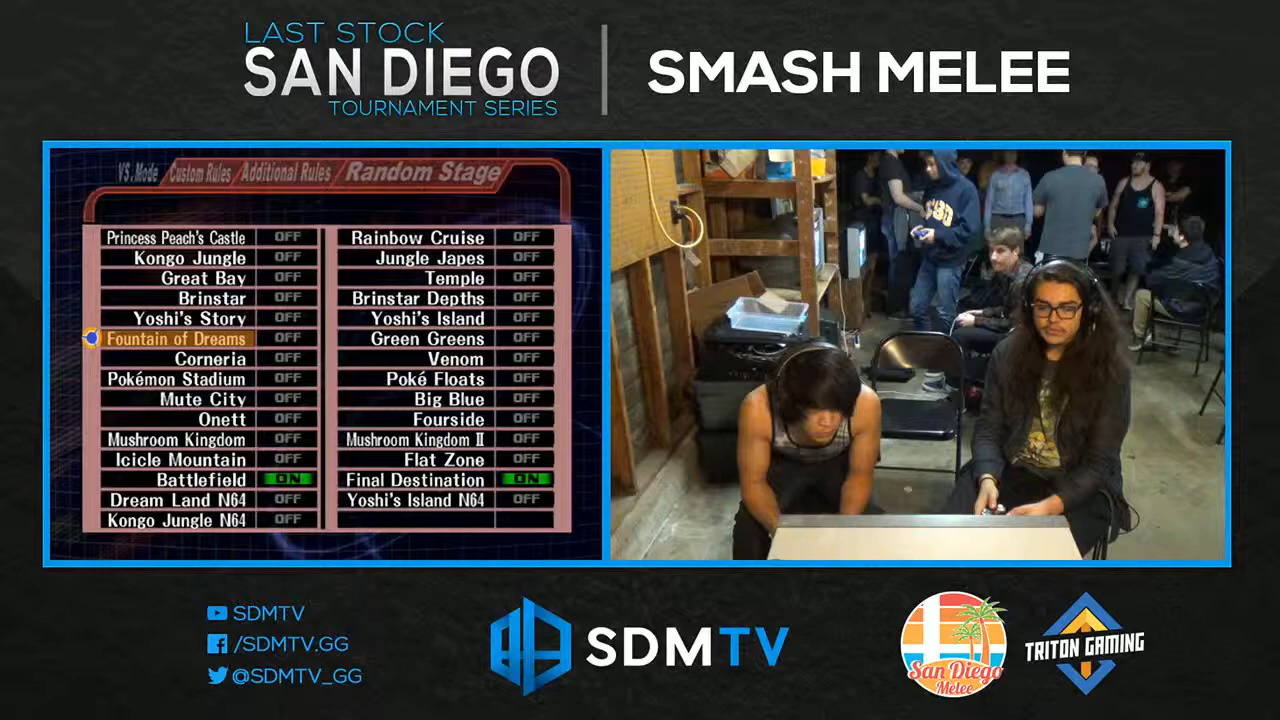 LAST STOCK
SAN DIEGO
TOURNAMENT SERIES
SMASH MELEE
VS. Mode Custom Rules Additional Rules Random Stage
Princess Peach's Castle OFF Rainbow Cruise OFF
Kongo Jungle OFF Jungle Japes OFF
Great Bay OFF Temple OFF
Brinstar OFF Brinstar Depths OFF
Yoshi's Story OFF Yoshi's Island OFF
Fountain of Dreams OFF Green Greens OFF
Corneria OFF Venom OFF
Pokémon Stadium OFF Poké Floats OFF
Mute City OFF Big Blue OFF
Onett OFF Fourside OFF
Mushroom Kingdom OFF Mushroom Kingdom II OFF
Icicle Mountain OFF Flat Zone OFF
Battlefield ON Final Destination ON
Dream Land N64 OFF Yoshi's Island N64 OFF
Kongo Jungle N64 OFF
SDMTV
/SDMTV.GG
@SDMTV_GG
SDMTV
San Diego
Melee
TRITON GAMING